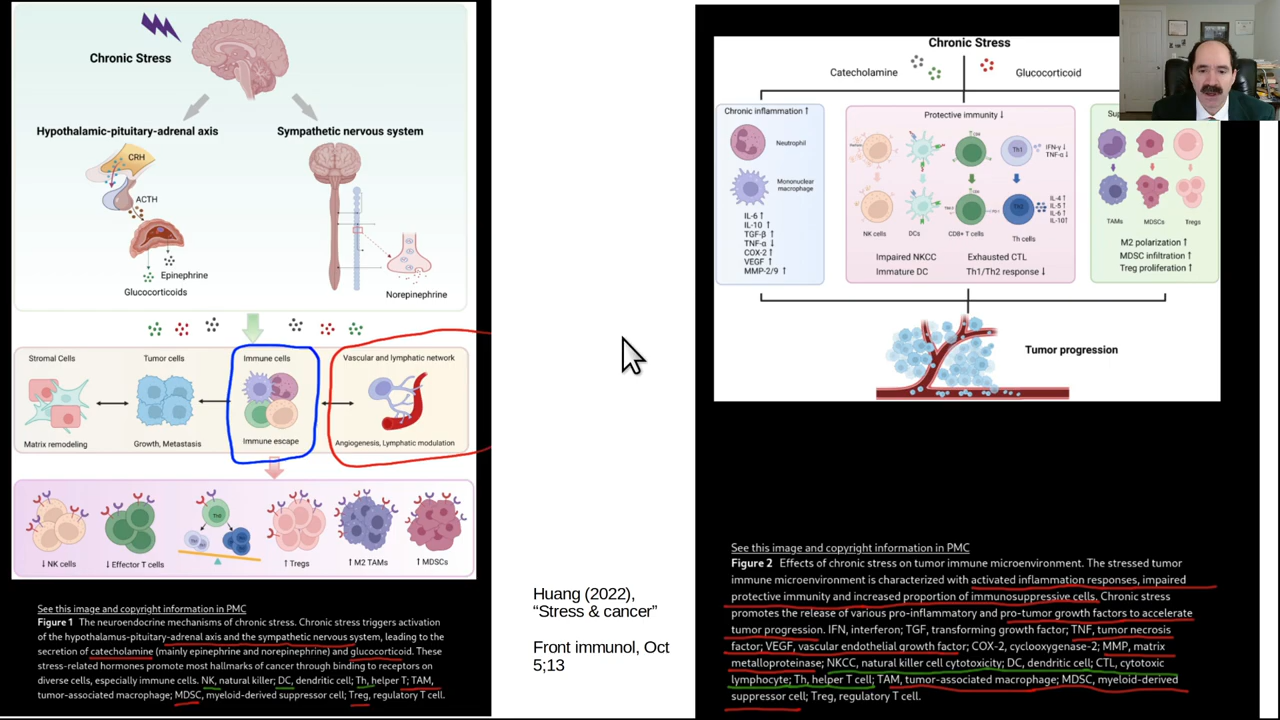 Chronic Stress
Hypothalamic-pituitary-adrenal axis
Sympathetic nervous system
CRH
ACTH
Epinephrine
Glucocorticoids
Norepinephrine
Stromal Cells
Tumor cells
Immune cells
Vascular and lymphatic network
Matrix remodeling
Growth, Metastasis
Immune escape
Angiogenesis, Lymphatic modulation
Th0
↓ NK cells
↓ Effector T cells
↑ Tregs
↑ M2 TAMs
↑ MDSCs
See this image and copyright information in PMC
Figure 1 The neuroendocrine mechanisms of chronic stress. Chronic stress triggers activation
of the hypothalamus-pituitary-adrenal axis and the sympathetic nervous system, leading to the
secretion of catecholamine (mainly epinephrine and norepinephrine) and glucocorticoid. These
stress-related hormones promote most hallmarks of cancer through binding to receptors on
diverse cells, especially immune cells. NK, natural killer; DC, dendritic cell; Th, helper T; TAM,
tumor-associated macrophage; MDSC, myeloid-derived suppressor cell; Treg, regulatory T cell.
Huang (2022),
“Stress & cancer”
Front immunol, Oct
5;13
Chronic Stress
Catecholamine
Glucocorticoid
Chronic inflammation ↑
Neutrophil
Mononuclear
macrophage
IL-6 ↑
IL-10 ↑
TGF-β ↑
TNF-α ↓
COX-2 ↑
VEGF ↑
MMP-2/9 ↑
Protective immunity ↓
Th1
IFN-γ ↓
TNF-α ↓
IL-4 ↑
IL-5 ↑
IL-6 ↑
IL-10 ↑
NK cells
DCs
CD8+ T cells
Th cells
Impaired NKCC
Exhausted CTL
Immature DC
Th1/Th2 response ↓
TAMs
MDSCs
Tregs
M2 polarization ↑
MDSC infiltration ↑
Treg proliferation ↑
Tumor progression
See this image and copyright information in PMC
Figure 2 Effects of chronic stress on tumor immune microenvironment. The stressed tumor
immune microenvironment is characterized with activated inflammation responses, impaired
protective immunity and increased proportion of immunosuppressive cells. Chronic stress
promotes the release of various pro-inflammatory and pro-tumor growth factors to accelerate
tumor progression. IFN, interferon; TGF, transforming growth factor; TNF, tumor necrosis
factor; VEGF, vascular endothelial growth factor; COX-2, cyclooxygenase-2; MMP, matrix
metalloproteinase; NKCC, natural killer cell cytotoxicity; DC, dendritic cell; CTL, cytotoxic
lymphocyte; Th, helper T cell; TAM, tumor-associated macrophage; MDSC, myeloid-derived
suppressor cell; Treg, regulatory T cell.